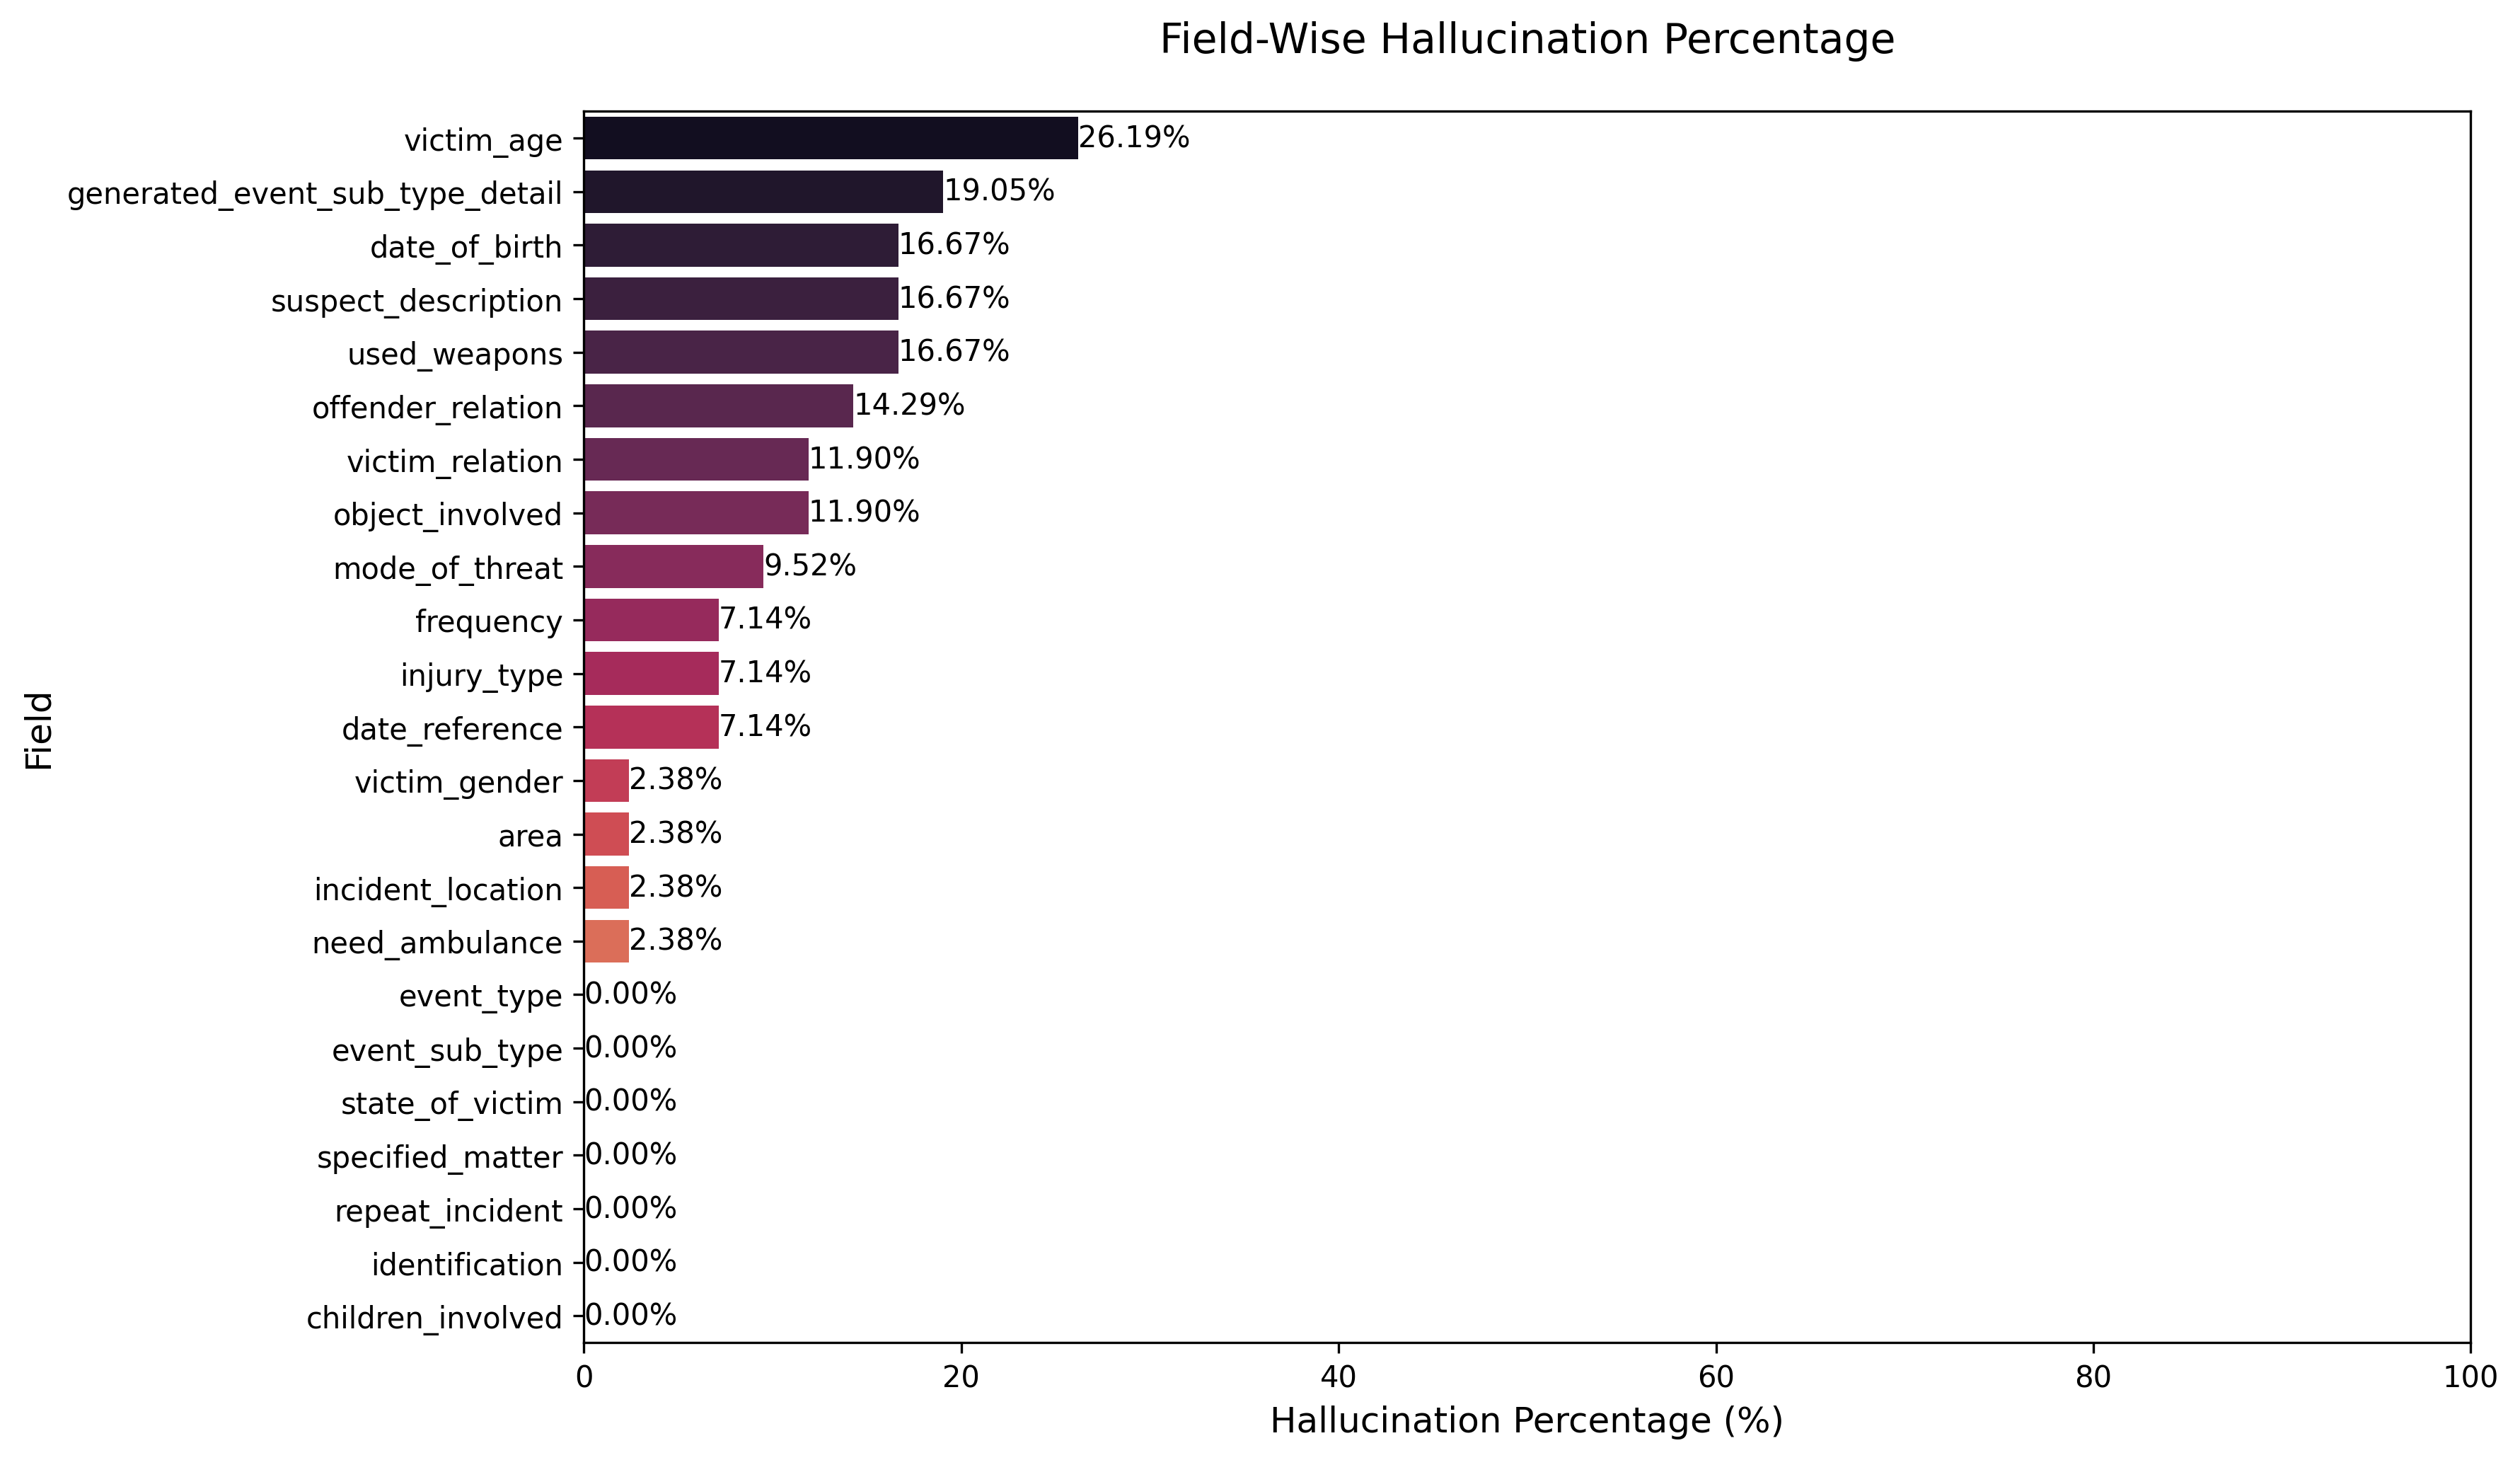 Field-Wise Hallucination Percentage
victim_age 26.19%
generated_event_sub_type_detail 19.05%
date_of_birth 16.67%
suspect_description 16.67%
used_weapons 16.67%
offender_relation 14.29%
victim_relation 11.90%
object_involved 11.90%
mode_of_threat 9.52%
frequency 7.14%
injury_type 7.14%
date_reference 7.14%
victim_gender 2.38%
area 2.38%
incident_location 2.38%
need_ambulance 2.38%
event_type 0.00%
event_sub_type 0.00%
state_of_victim 0.00%
specified_matter 0.00%
repeat_incident 0.00%
identification 0.00%
children_involved 0.00%
Field
0 20 40 60 80 100
Hallucination Percentage (%)